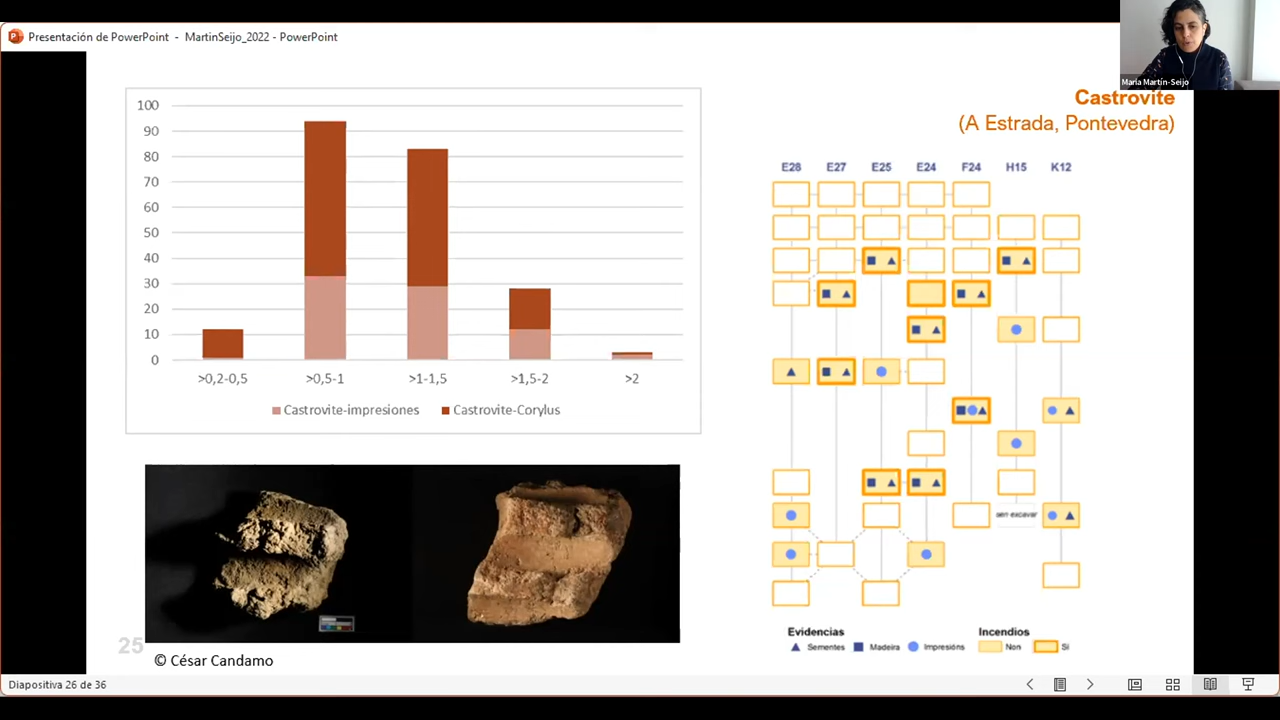 Presentación de PowerPoint - MartinSeijo_2022 - PowerPoint
María Martín-Seijo
Castrovite
(A Estrada, Pontevedra)
100
90
80
70
60
50
40
30
20
10
0
>0,2-0,5 >0,5-1 >1-1,5 >1,5-2 >2
Castrovite-impresiones Castrovite-Corylus
E28 E27 E25 E24 F24 H15 K12
sen excavar
Evidencias Incendios
Sementes Madeira Impresións Non Si
25
© César Candamo
Diapositiva 26 de 36